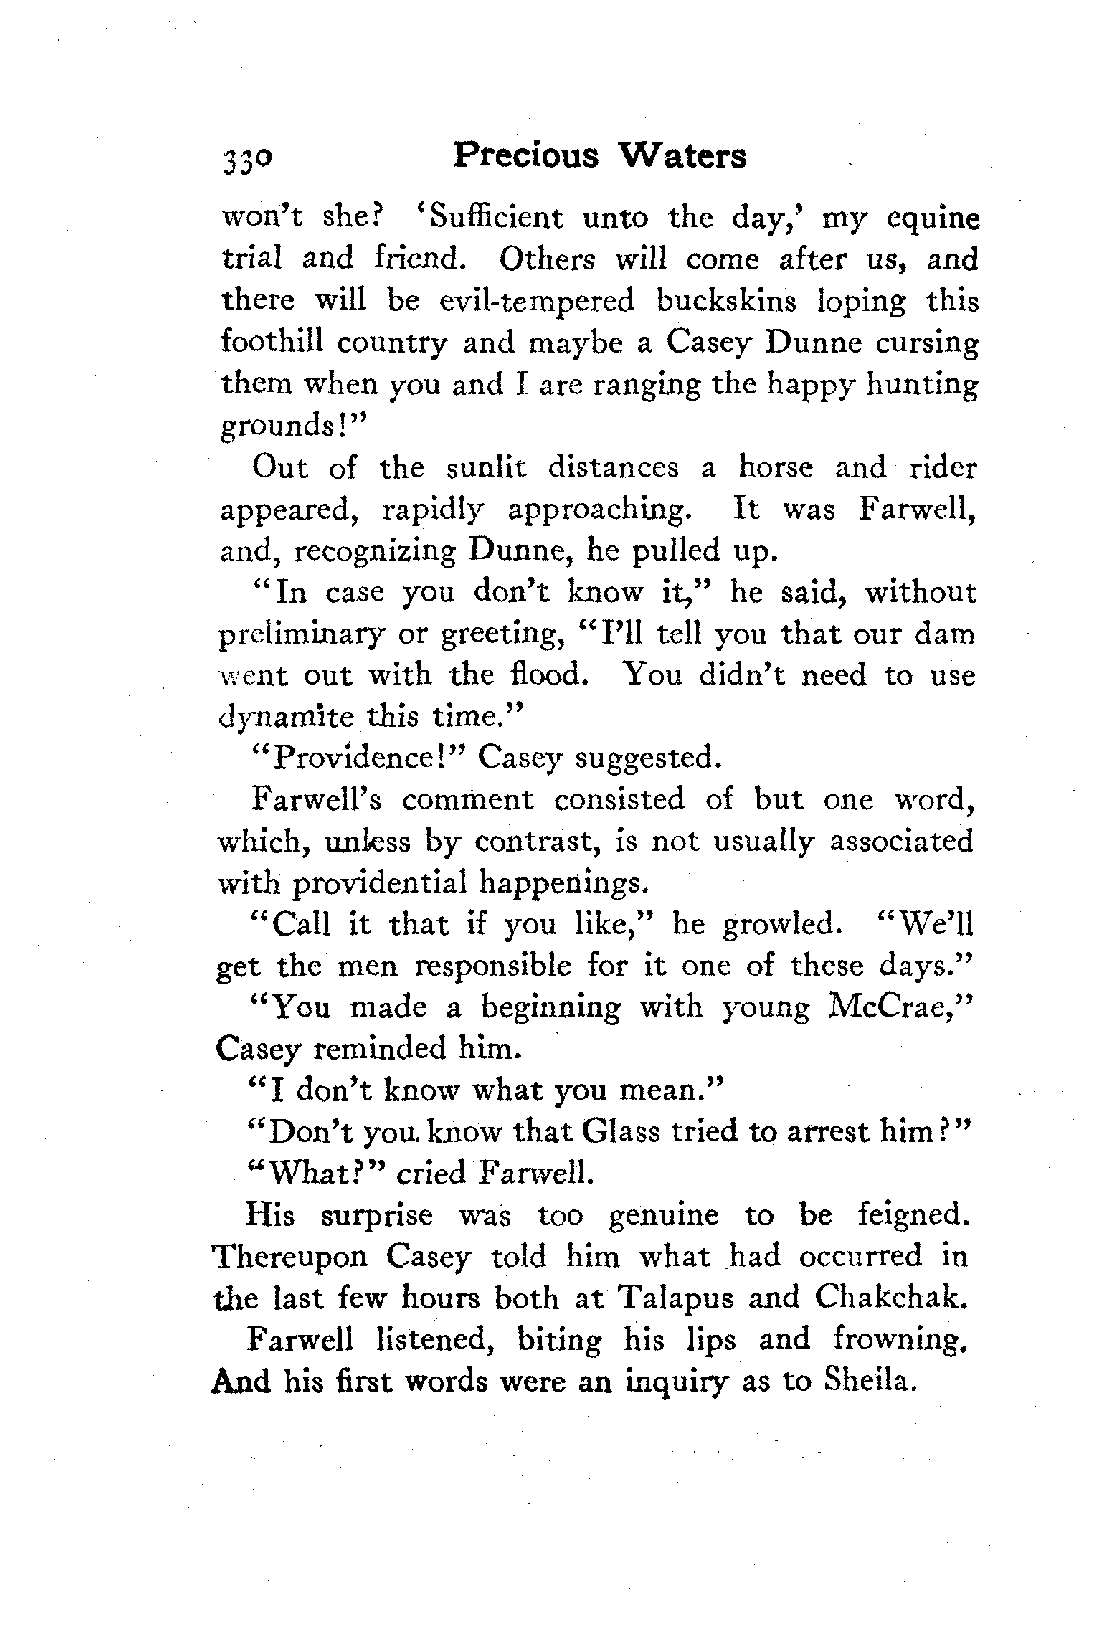 330 Precious Waters
won't she? 'Sufficient unto the day,' my equine
trial and friend. Others will come after us, and
there will be evil-tempered buckskins loping this
foothill country and maybe a Casey Dunne cursing
them when you and I are ranging the happy hunting
grounds!"
Out of the sunlit distances a horse and rider
appeared, rapidly approaching. It was Farwell,
and, recognizing Dunne, he pulled up.
"In case you don't know it," he said, without
preliminary or greeting, "I'll tell you that our dam
went out with the flood. You didn't need to use
dynamite this time."
"Providence!" Casey suggested.
Farwell's comment consisted of but one word,
which, unless by contrast, is not usually associated
with providential happenings.
"Call it that if you like," he growled. "We'll
get the men responsible for it one of these days."
"You made a beginning with young McCrae,"
Casey reminded him.
"I don't know what you mean."
"Don't you know that Glass tried to arrest him?"
"What?" cried Farwell.
His surprise was too genuine to be feigned.
Thereupon Casey told him what had occurred in
the last few hours both at Talapus and Chakchak.
Farwell listened, biting his lips and frowning.
And his first words were an inquiry as to Sheila.